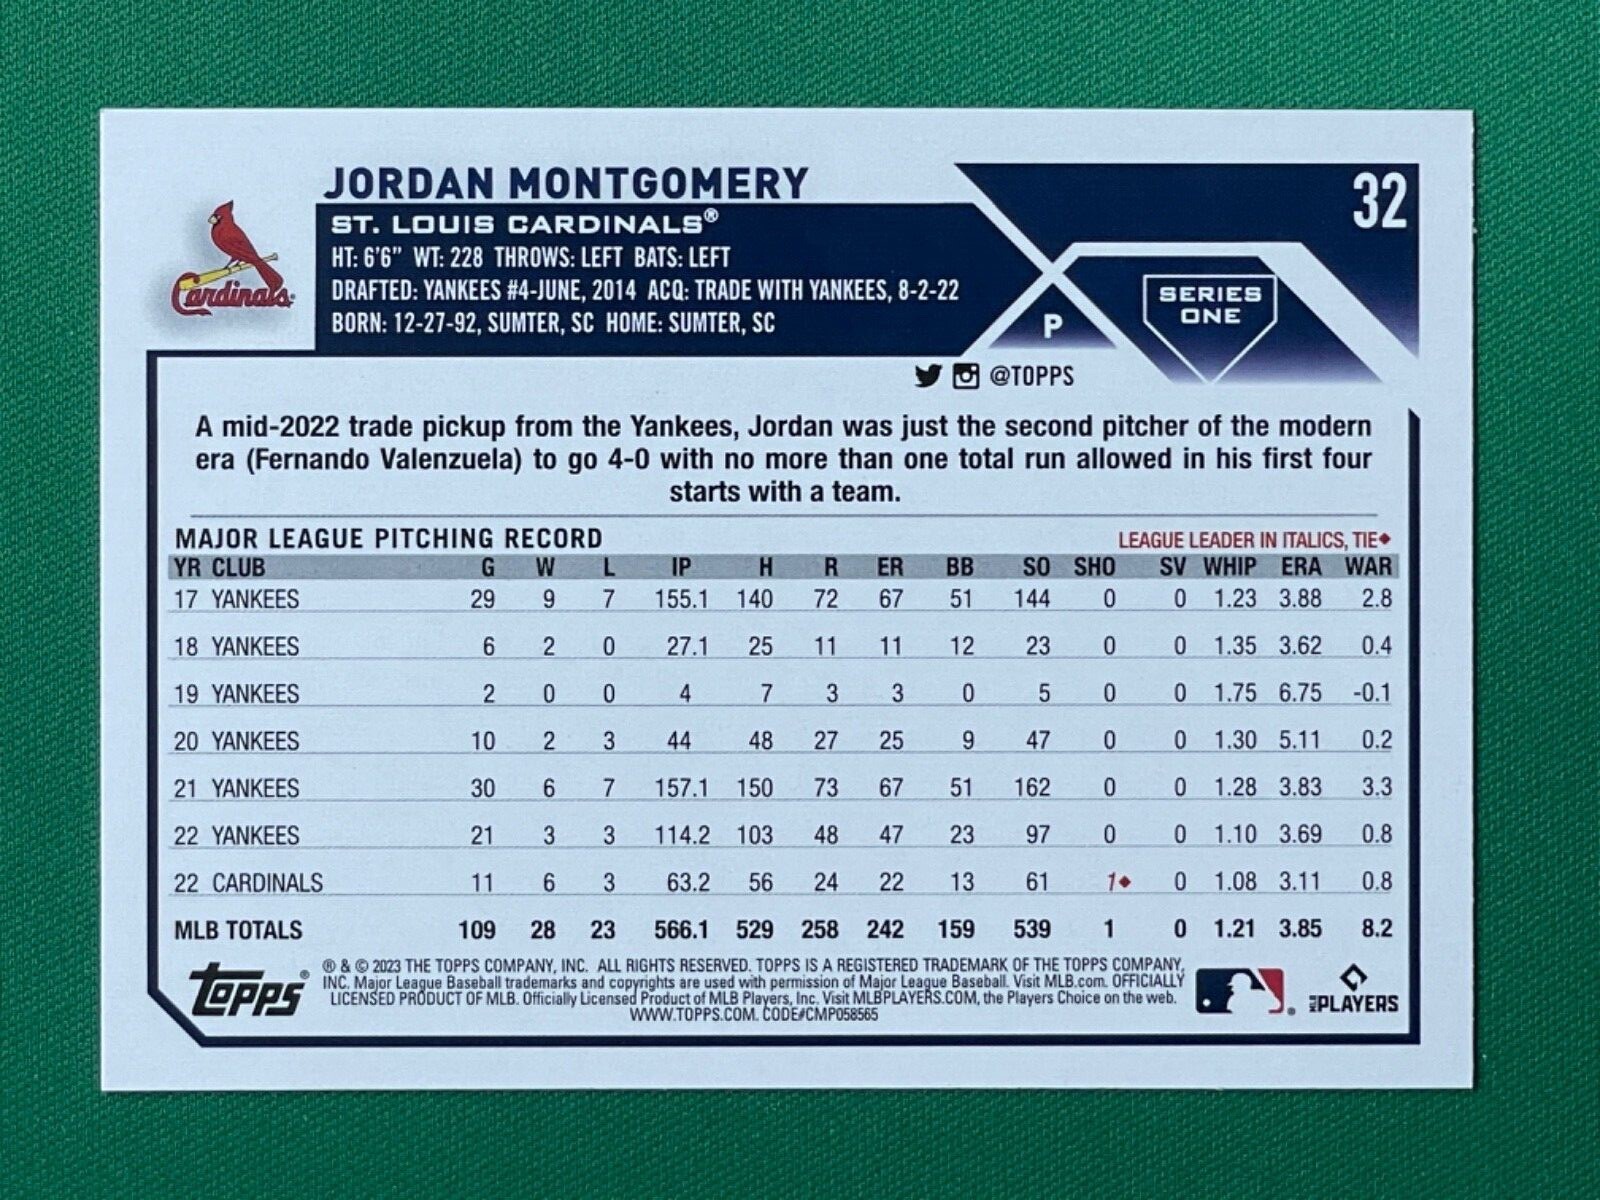 JORDAN MONTGOMERY
32
Cardinals
ST. LOUIS CARDINALS®
HT: 6'6" WT: 228 THROWS: LEFT BATS: LEFT
DRAFTED: YANKEES #4-JUNE, 2014 ACQ: TRADE WITH YANKEES, 8-2-22
BORN: 12-27-92, SUMTER, SC HOME: SUMTER, SC
P
SERIES
ONE
@TOPPS
A mid-2022 trade pickup from the Yankees, Jordan was just the second pitcher of the modern
era (Fernando Valenzuela) to go 4-0 with no more than one total run allowed in his first four
starts with a team.
MAJOR LEAGUE PITCHING RECORD LEAGUE LEADER IN ITALICS, TIE◆
YR CLUB G W L IP H R ER BB SO SHO SV WHIP ERA WAR
17 YANKEES 29 9 7 155.1 140 72 67 51 144 0 0 1.23 3.88 2.8
18 YANKEES 6 2 0 27.1 25 11 11 12 23 0 0 1.35 3.62 0.4
19 YANKEES 2 0 0 4 7 3 3 0 5 0 0 1.75 6.75 -0.1
20 YANKEES 10 2 3 44 48 27 25 9 47 0 0 1.30 5.11 0.2
21 YANKEES 30 6 7 157.1 150 73 67 51 162 0 0 1.28 3.83 3.3
22 YANKEES 21 3 3 114.2 103 48 47 23 97 0 0 1.10 3.69 0.8
22 CARDINALS 11 6 3 63.2 56 24 22 13 61 1◆ 0 1.08 3.11 0.8
MLB TOTALS 109 28 23 566.1 529 258 242 159 539 1 0 1.21 3.85 8.2
Topps®
® & © 2023 THE TOPPS COMPANY, INC. ALL RIGHTS RESERVED. TOPPS IS A REGISTERED TRADEMARK OF THE TOPPS COMPANY,
INC. Major League Baseball trademarks and copyrights are used with permission of Major League Baseball. Visit MLB.com. OFFICIALLY
LICENSED PRODUCT OF MLB. Officially Licensed Product of MLB Players, Inc. Visit MLBPLAYERS.COM, the Players Choice on the web.
WWW.TOPPS.COM. CODE#CMP058565
MLB PLAYERS